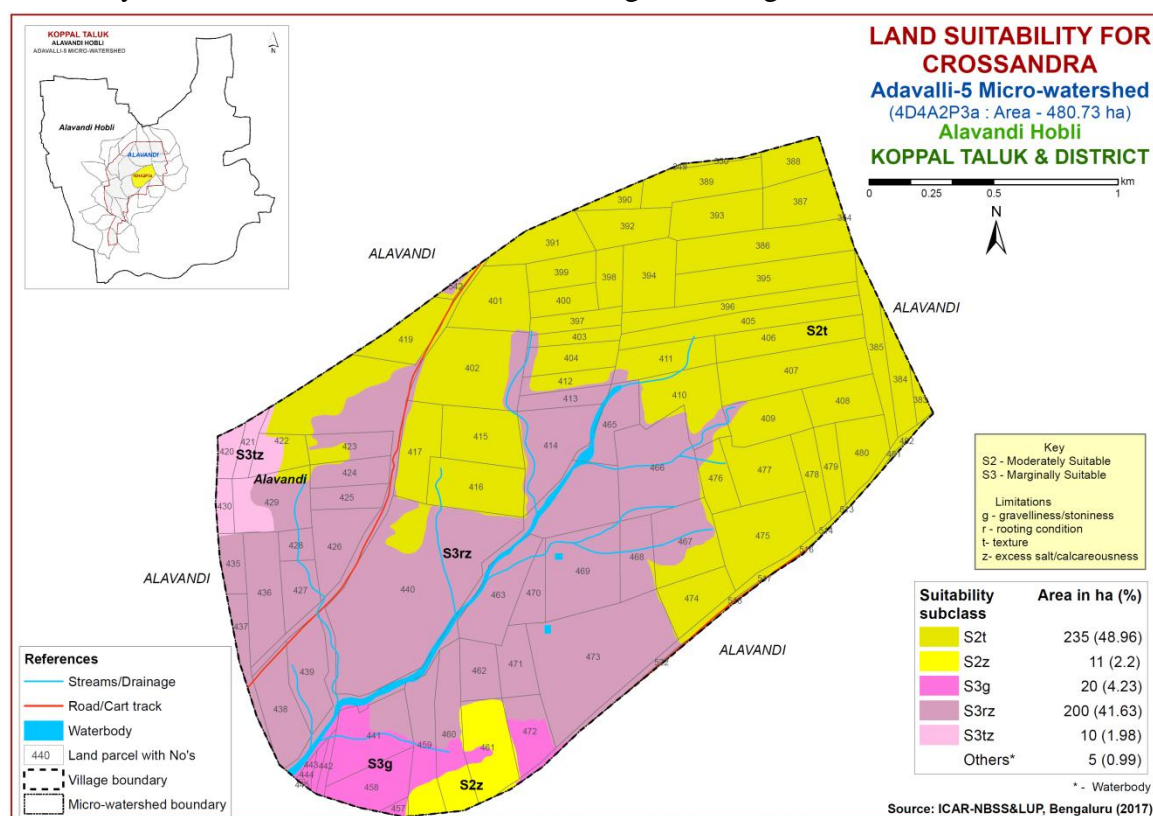 KOPPAL TALUK
ALAVANDI HOBLI
ADAVALLI-5 MICRO-WATERSHED
N
Alavandi Hobli
ALAVANDI
LAND SUITABILITY FOR
CROSSANDRA
Adavalli-5 Micro-watershed
(4D4A2P3a : Area - 480.73 ha)
Alavandi Hobli
KOPPAL TALUK & DISTRICT
0 0.25 0.5 1 km
N
388
389
390
387
393
392
391
386
399
398
394
395
401
400
396
397
405
403
406
S2t
385
404
411
419
402
407
412
384
410
413
408
383
465
409
415
414
421
422
423
417
420
S3tz
424
466
477
480
479
478
476
Alavandi
416
425
429
430
475
467
428
426
S3rz
468
469
435
436
427
440
463
470
474
437
473
471
462
439
438
441
472
460
459
461
443
442
444
S3g
S2z
458
457
ALAVANDI
ALAVANDI
ALAVANDI
ALAVANDI
Key
S2 - Moderately Suitable
S3 - Marginally Suitable
Limitations
g - gravelliness/stoniness
r - rooting condition
t- texture
z- excess salt/calcareousness
Suitability subclass Area in ha (%)
S2t 235 (48.96)
S2z 11 (2.2)
S3g 20 (4.23)
S3rz 200 (41.63)
S3tz 10 (1.98)
Others* 5 (0.99)
* - Waterbody
Source: ICAR-NBSS&LUP, Bengaluru (2017)
References
Streams/Drainage
Road/Cart track
Waterbody
440 Land parcel with No's
Village boundary
Micro-watershed boundary